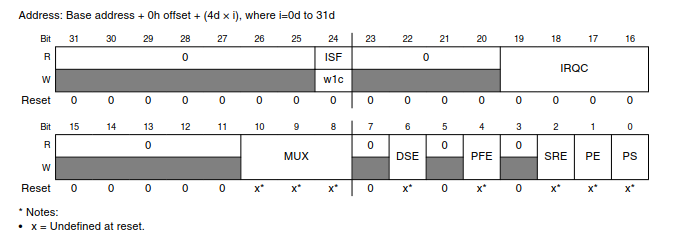 Address: Base address + 0h offset + (4d × i), where i=0d to 31d
Bit 31 30 29 28 27 26 25 24 23 22 21 20 19 18 17 16
R 0 ISF 0 IRQC
W w1c
Reset 0 0 0 0 0 0 0 0 0 0 0 0 0 0 0 0
Bit 15 14 13 12 11 10 9 8 7 6 5 4 3 2 1 0
R 0 MUX 0 DSE 0 PFE 0 SRE PE PS
W
Reset 0 0 0 0 0 x* x* x* 0 x* 0 x* 0 x* x* x*
* Notes:
• x = Undefined at reset.